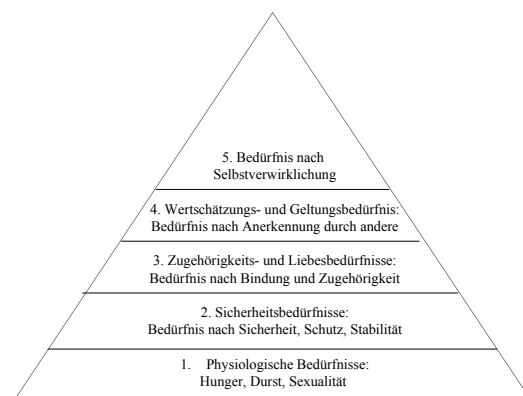 5. Bedürfnis nach
Selbstverwirklichung
4. Wertschätzungs- und Geltungsbedürfnis:
Bedürfnis nach Anerkennung durch andere
3. Zugehörigkeits- und Liebesbedürfnisse:
Bedürfnis nach Bindung und Zugehörigkeit
2. Sicherheitsbedürfnisse:
Bedürfnis nach Sicherheit, Schutz, Stabilität
1. Physiologische Bedürfnisse:
Hunger, Durst, Sexualität